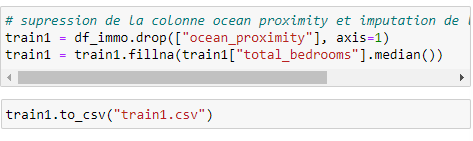 # supression de la colonne ocean proximity et imputation de
train1 = df_immo.drop(["ocean_proximity"], axis=1)
train1 = train1.fillna(train1["total_bedrooms"].median())
train1.to_csv("train1.csv")